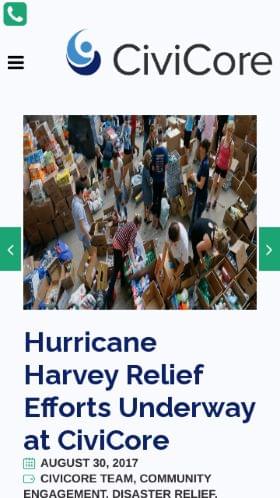 CiviCore
Hurricane
Harvey Relief
Efforts Underway
at CiviCore
AUGUST 30, 2017
CIVICORE TEAM, COMMUNITY
ENGAGEMENT, DISASTER RELIEF,